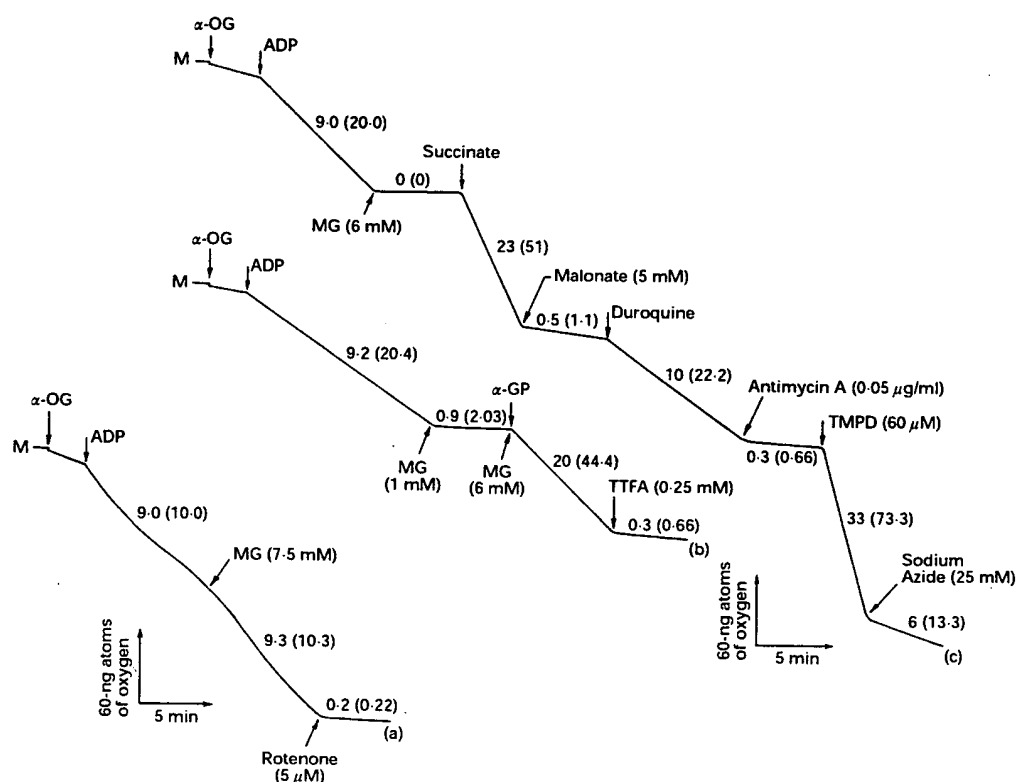 α-OG
ADP
M
9·0 (20·0)
MG (6 mM)
0 (0)
Succinate
23 (51)
Malonate (5 mM)
0·5 (1·1)
Duroquine
10 (22·2)
Antimycin A (0·05 μg/ml)
0·3 (0·66)
TMPD (60 μM)
33 (73·3)
Sodium
Azide (25 mM)
6 (13·3)
(c)
60-ng atoms
of oxygen
5 min
α-OG
ADP
M
9·2 (20·4)
MG
(1 mM)
0·9 (2·03)
α-GP
MG
(6 mM)
20 (44·4)
TTFA (0·25 mM)
0·3 (0·66)
(b)
α-OG
ADP
M
9·0 (10·0)
MG (7·5 mM)
9·3 (10·3)
0·2 (0·22)
Rotenone
(5 μM)
(a)
60-ng atoms
of oxygen
5 min